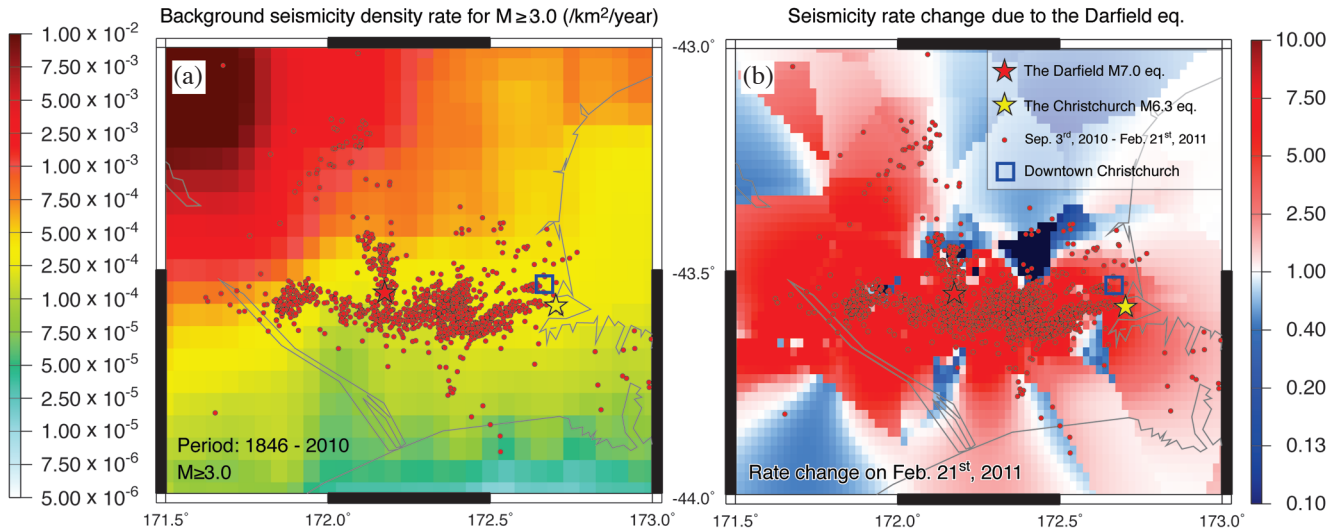 Background seismicity density rate for M ≥ 3.0 (/km²/year)
Seismicity rate change due to the Darfield eq.
1.00 x 10⁻²
7.50 x 10⁻³
5.00 x 10⁻³
2.50 x 10⁻³
1.00 x 10⁻³
7.50 x 10⁻⁴
5.00 x 10⁻⁴
2.50 x 10⁻⁴
1.00 x 10⁻⁴
7.50 x 10⁻⁵
5.00 x 10⁻⁵
2.50 x 10⁻⁵
1.00 x 10⁻⁵
7.50 x 10⁻⁶
5.00 x 10⁻⁶
(a)
Period: 1846 - 2010
M≥3.0
171.5°
172.0°
172.5°
173.0°
-43.0°
-43.5°
-44.0°
(b)
The Darfield M7.0 eq.
The Christchurch M6.3 eq.
Sep. 3rd, 2010 - Feb. 21st, 2011
Downtown Christchurch
Rate change on Feb. 21st, 2011
171.5°
172.0°
172.5°
173.0°
10.00
7.50
5.00
2.50
1.00
0.40
0.20
0.13
0.10